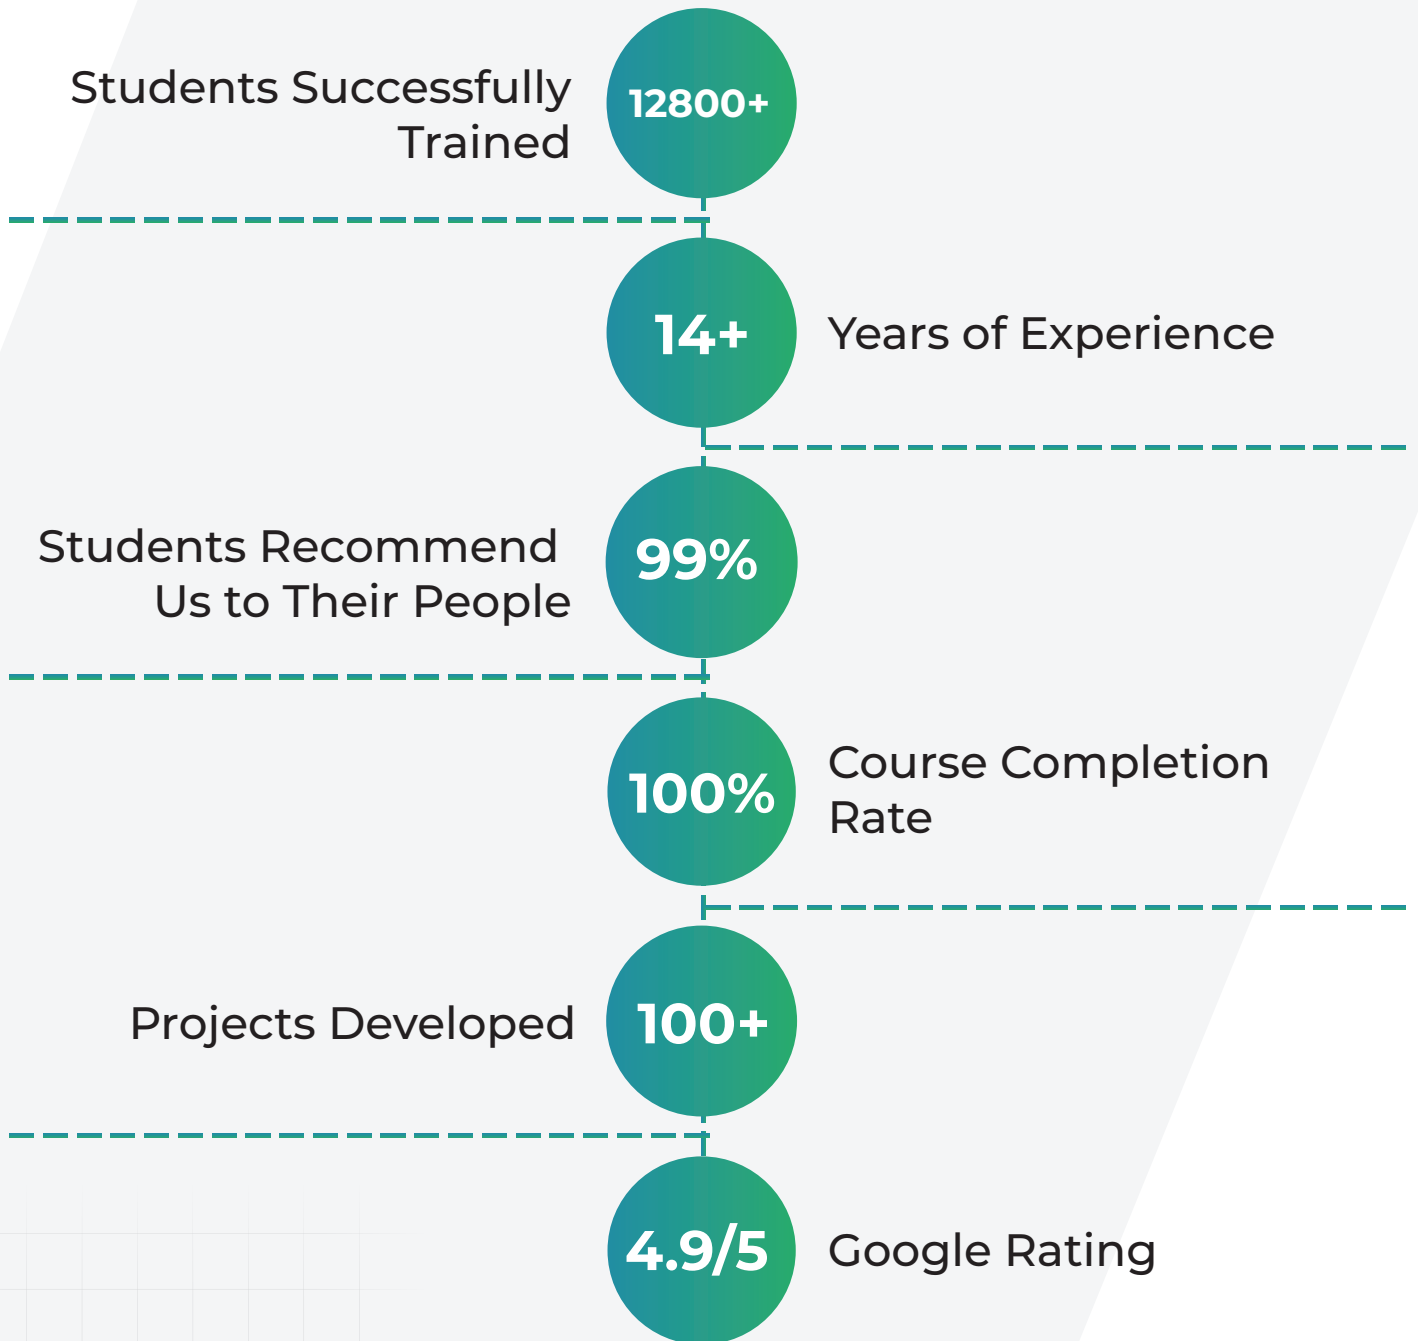 Students Successfully
Trained
12800+
14+
Years of Experience
Students Recommend
Us to Their People
99%
100%
Course Completion
Rate
Projects Developed
100+
4.9/5
Google Rating